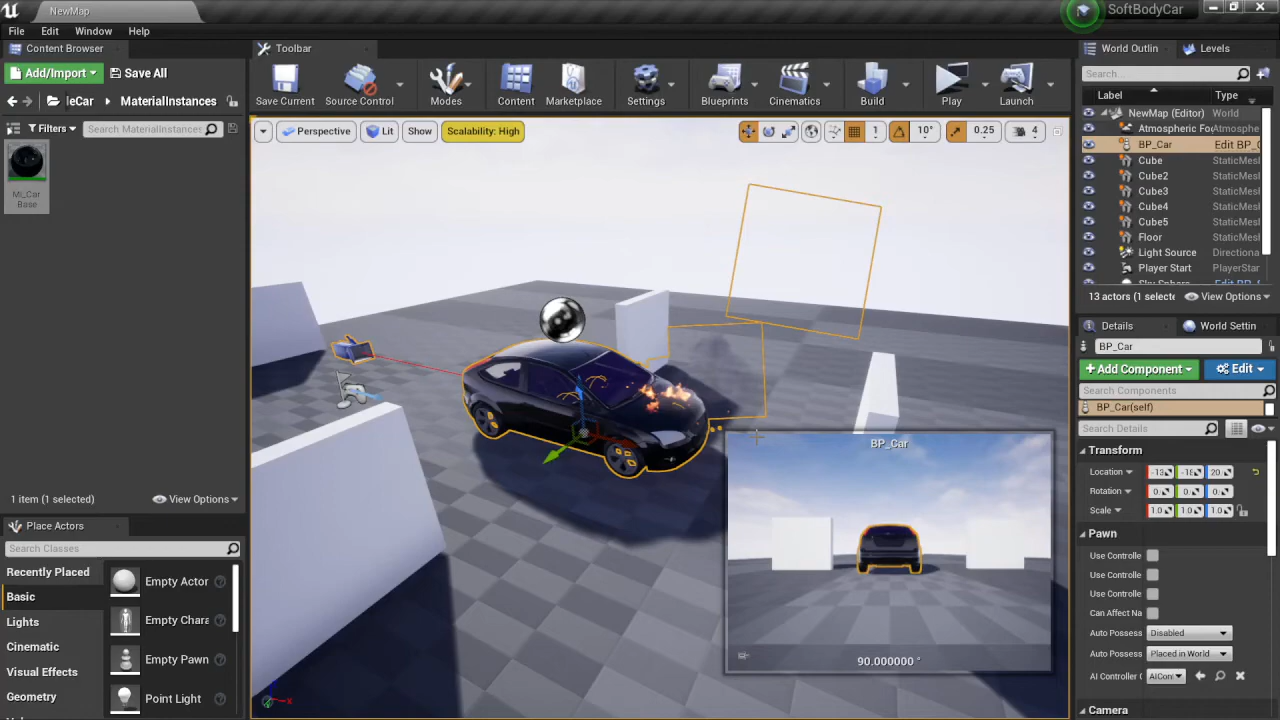 NewMap
SoftBodyCar
File Edit Window Help
Content Browser
Add/Import
Save All
eCar
MaterialInstances
Filters
Search MaterialInstances
Mi_Car
Base
1 item (1 selected)
View Options
Place Actors
Search Classes
Recently Placed
Basic
Lights
Cinematic
Visual Effects
Geometry
Empty Actor
Empty Chara
Empty Pawn
Point Light
Toolbar
Save Current
Source Control
Modes
Content
Marketplace
Settings
Blueprints
Cinematics
Build
Play
Launch
Perspective
Lit
Show
Scalability: High
1
10°
0.25
4
BP_Car
90.000000 °
World Outlin
Levels
Search...
Label
Type
NewMap (Editor) World
Atmospheric Fo Atmosphe
BP_Car Edit BP_C
Cube StaticMesh
Cube2 StaticMesh
Cube3 StaticMesh
Cube4 StaticMesh
Cube5 StaticMesh
Floor StaticMesh
Light Source Directiona
Player Start PlayerStar
13 actors (1 selecte
View Options
Details
World Settin
BP_Car
Add Component
Edit
Search Components
BP_Car(self)
Search Details
Transform
Location
Rotation
Scale
Pawn
Use Controlle
Use Controlle
Use Controlle
Can Affect Na
Auto Possess Disabled
Auto Possess Placed in World
AI Controller C AICon
Camera